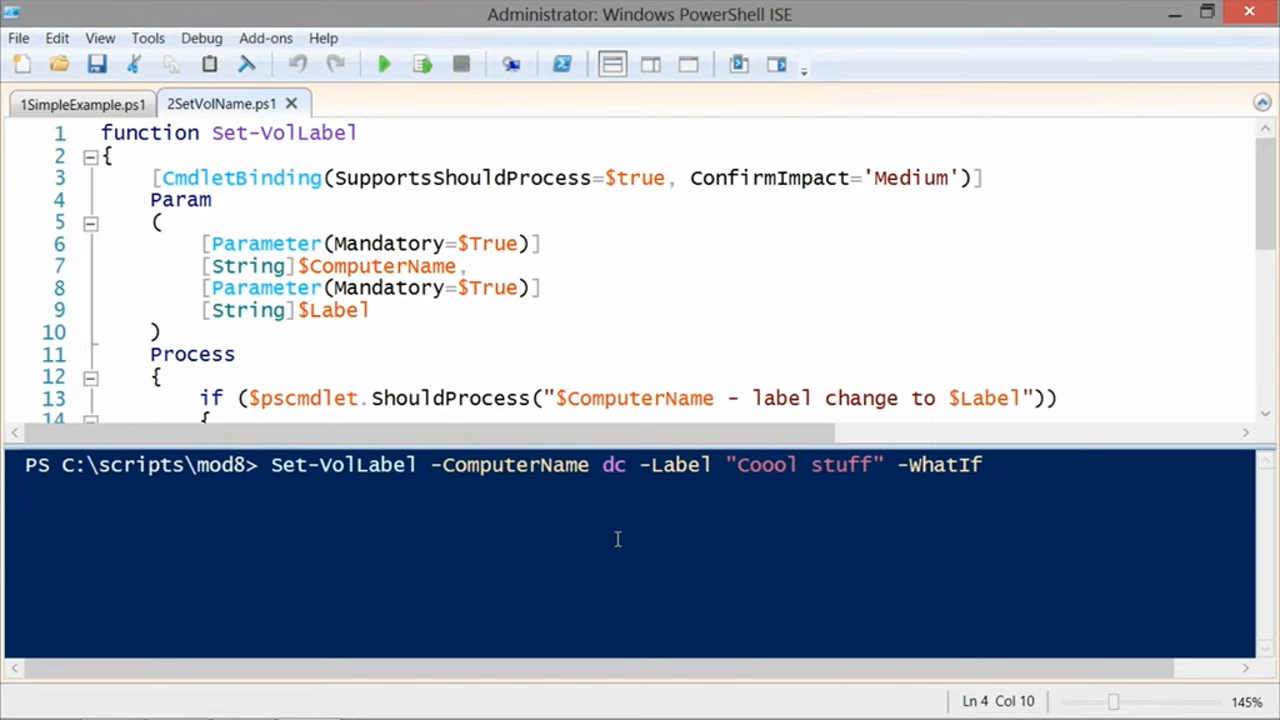 Administrator: Windows PowerShell ISE
File Edit View Tools Debug Add-ons Help
1SimpleExample.ps1 2SetVolName.ps1
1 function Set-VolLabel
2 {
3 [CmdletBinding(SupportsShouldProcess=$true, ConfirmImpact='Medium')]
4 Param
5 (
6 [Parameter(Mandatory=$True)]
7 [String]$ComputerName,
8 [Parameter(Mandatory=$True)]
9 [String]$Label
10 )
11 Process
12 {
13 if ($pscmdlet.ShouldProcess("$ComputerName - label change to $Label"))
14 {
PS C:\scripts\mod8> Set-VolLabel -ComputerName dc -Label "Coool stuff" -WhatIf
Ln 4 Col 10 145%